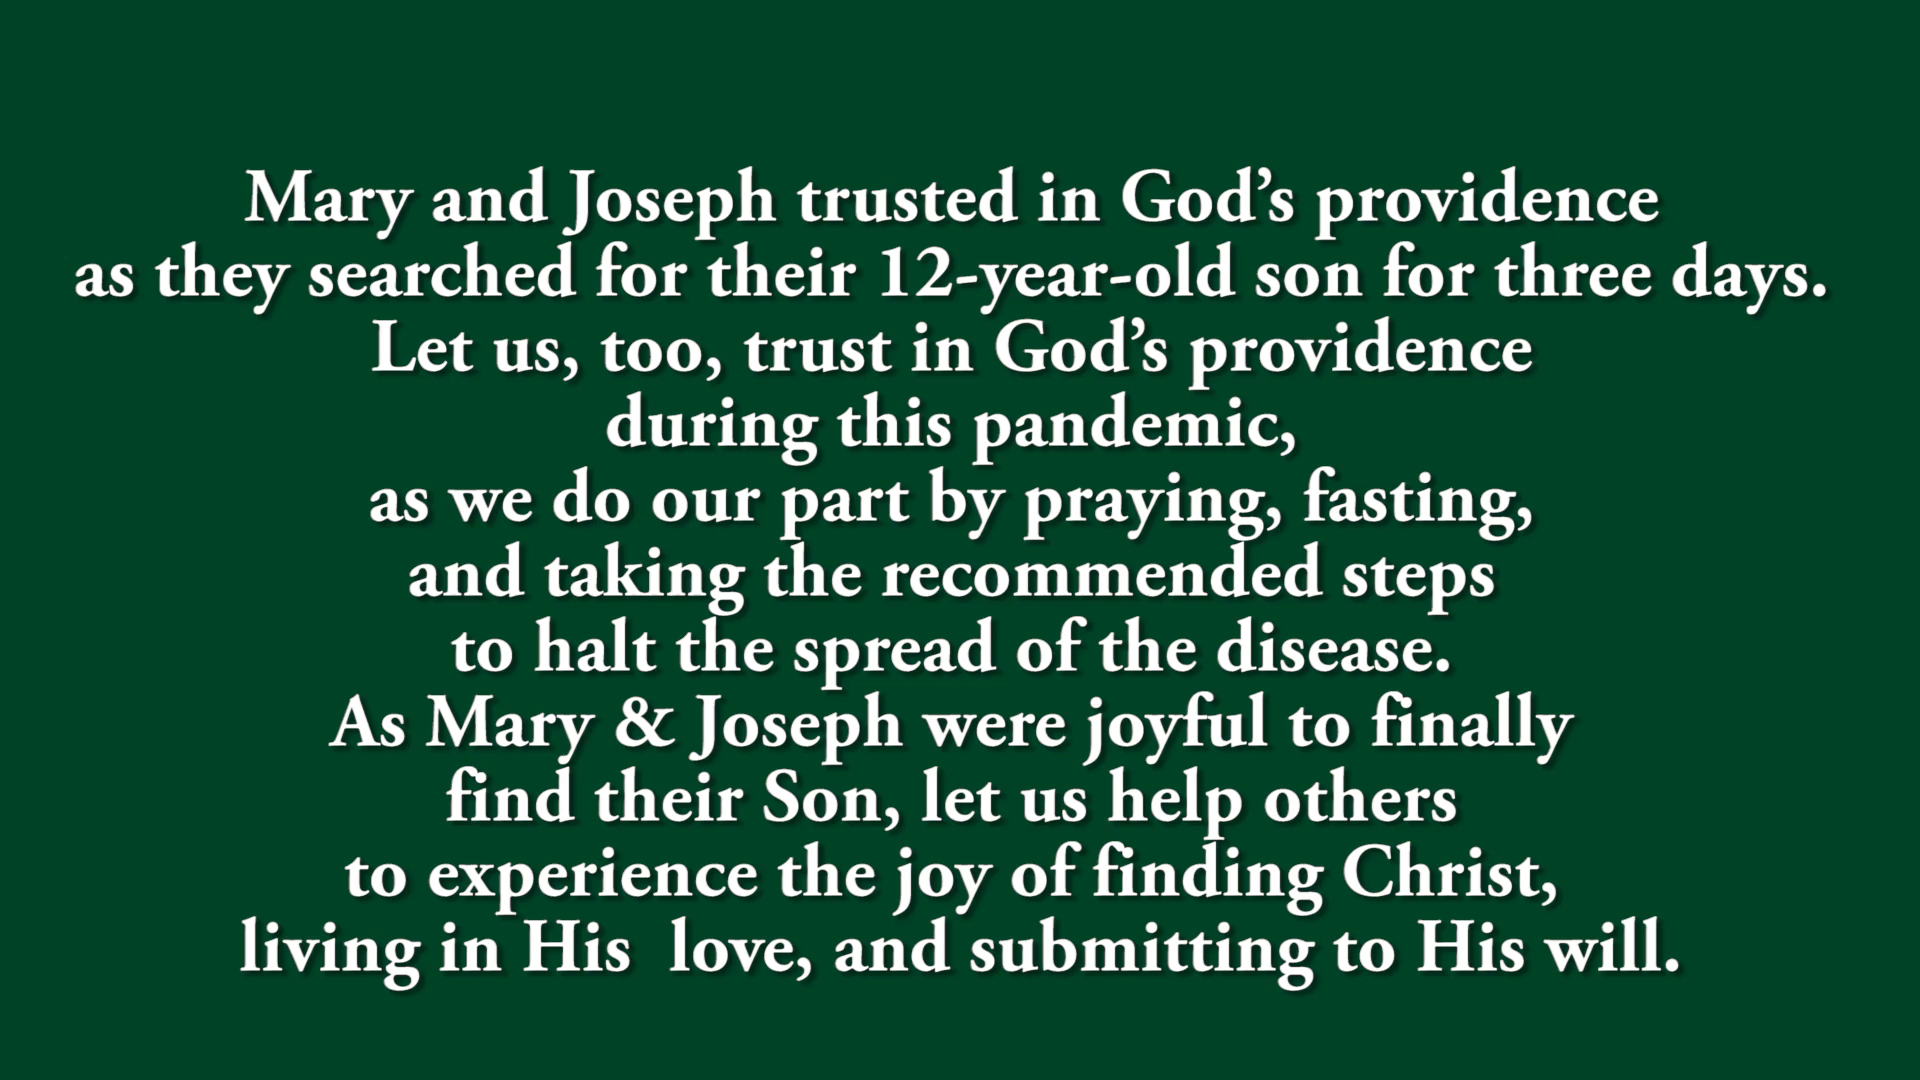 Mary and Joseph trusted in God’s providence
as they searched for their 12-year-old son for three days.
Let us, too, trust in God’s providence
during this pandemic,
as we do our part by praying, fasting,
and taking the recommended steps
to halt the spread of the disease.
As Mary & Joseph were joyful to finally
find their Son, let us help others
to experience the joy of finding Christ,
living in His  love, and submitting to His will.